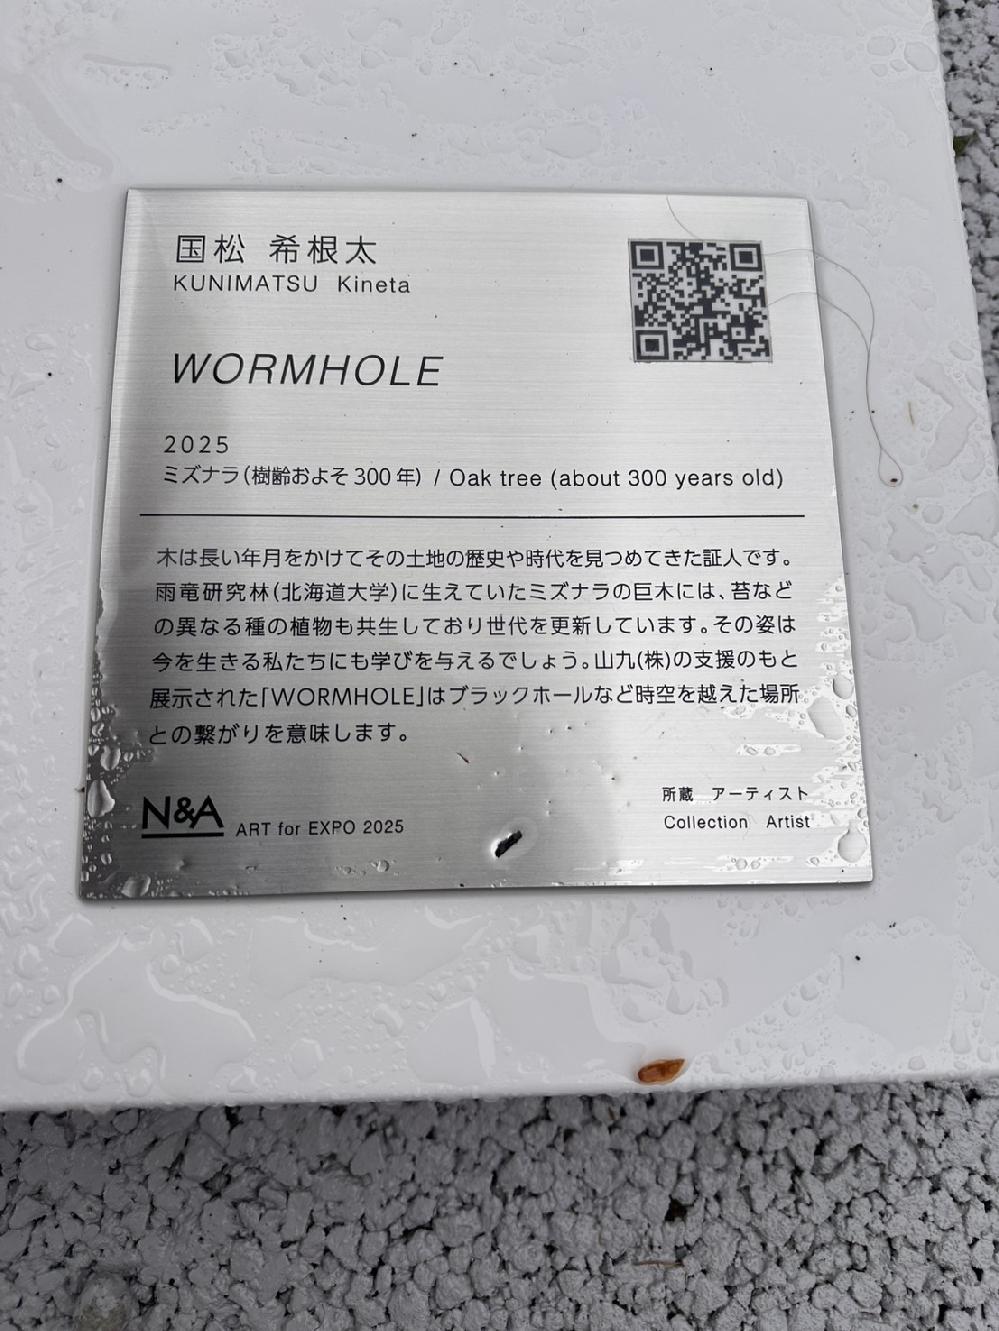 国松 希根太
KUNIMATSU Kineta
WORMHOLE
2025
ミズナラ(樹齢およそ300年) / Oak tree (about 300 years old)
木は長い年月をかけてその土地の歴史や時代を見つめてきた証人です。
雨竜研究林(北海道大学)に生えていたミズナラの巨木には、苔など
の異なる種の植物も共生しており世代を更新しています。その姿は
今を生きる私たちにも学びを与えるでしょう。山九(株)の支援のもと
展示された「WORMHOLE」はブラックホールなど時空を越えた場所
との繋がりを意味します。
N&A ART for EXPO 2025
所蔵 アーティスト
Collection Artist